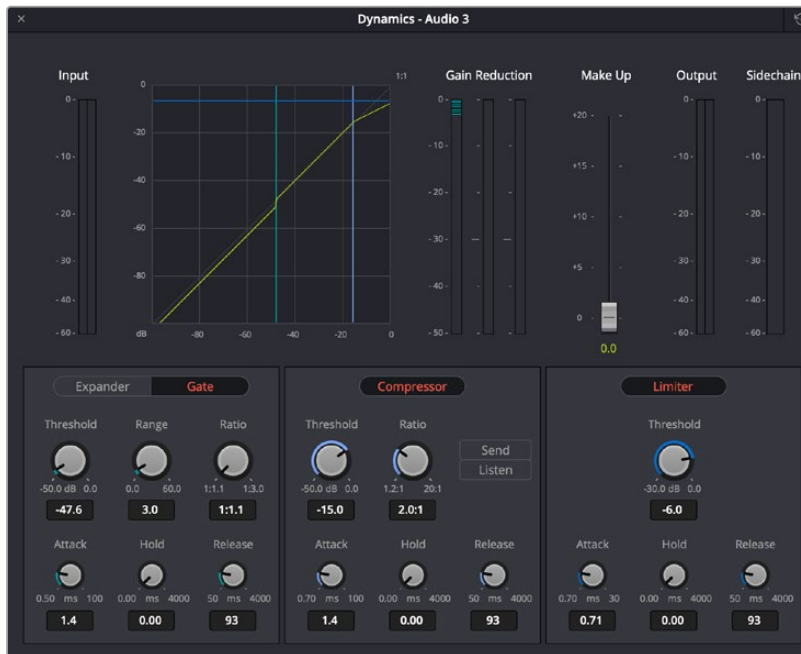 Dynamics - Audio 3
Input
1:1
Gain Reduction
Make Up
Output
Sidechain
0
-20
-40
-60
-80
dB
-80
-60
-40
-20
0
0-
-10-
-20-
-30-
-40-
-60-
0-
-10-
-20-
-30-
-40-
-50-
+20
+15
+10
+5
0
0.0
0-
-10-
-20-
-30-
-40-
-60-
0-
-10-
-20-
-30-
-40-
-60-
Expander Gate
Threshold Range Ratio
-50.0 dB 0.0 0.0 60.0 1:1.1 1:3.0
-47.6 3.0 1:1.1
Attack Hold Release
0.50 ms 100 0.00 ms 4000 50 ms 4000
1.4 0.00 93
Compressor
Threshold Ratio
Send
Listen
-50.0 dB 0.0 1.2:1 20:1
-15.0 2.0:1
Attack Hold Release
0.70 ms 100 0.00 ms 4000 50 ms 4000
1.4 0.00 93
Limiter
Threshold
-30.0 dB 0.0
-6.0
Attack Hold Release
0.70 ms 30 0.00 ms 4000 50 ms 4000
0.71 0.00 93